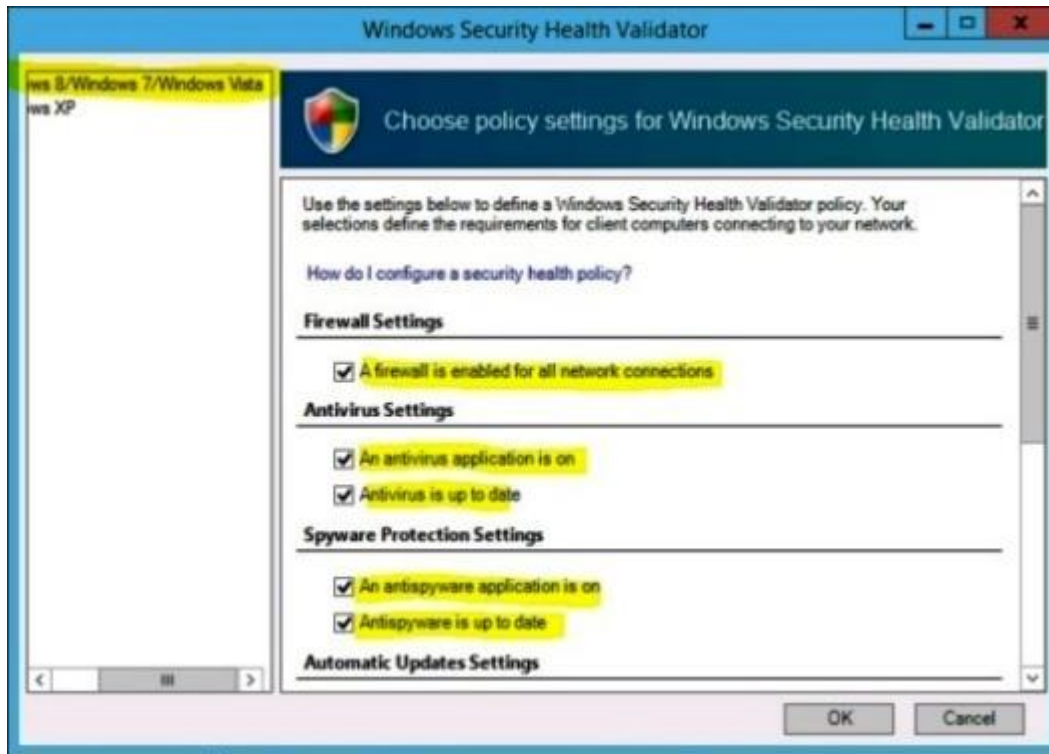 Windows Security Health Validator
ws 8/Windows 7/Windows Vista
ws XP
Choose policy settings for Windows Security Health Validator
Use the settings below to define a Windows Security Health Validator policy. Your
selections define the requirements for client computers connecting to your network.
How do I configure a security health policy?
Firewall Settings
A firewall is enabled for all network connections
Antivirus Settings
An antivirus application is on
Antivirus is up to date
Spyware Protection Settings
An antispyware application is on
Antispyware is up to date
Automatic Updates Settings
OK Cancel